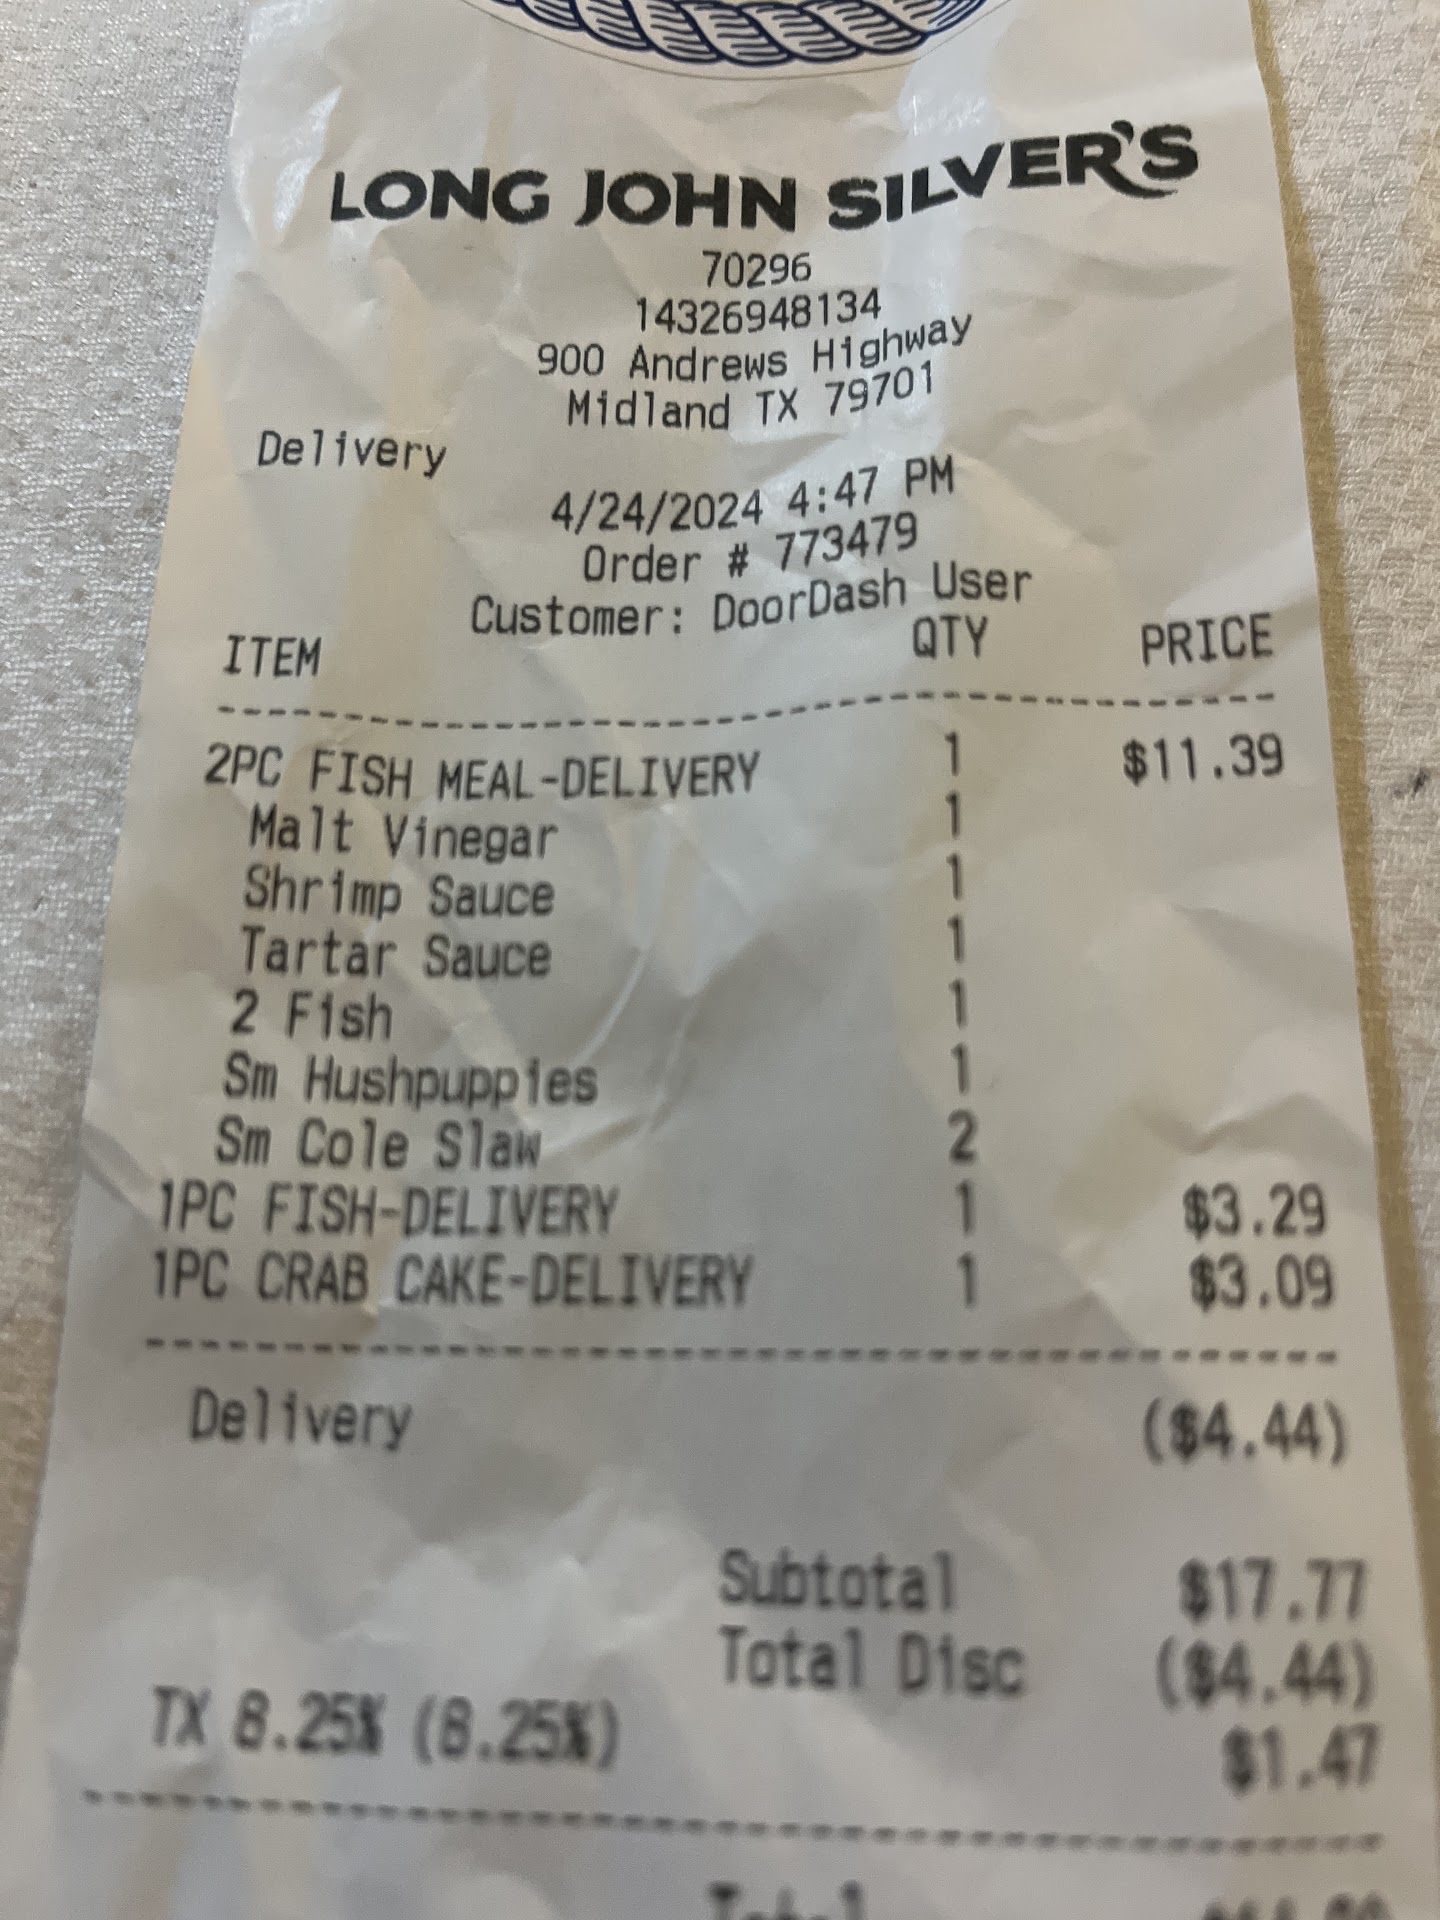 LONG JOHN SILVER'S
70296
14326948134
900 Andrews Highway
Midland TX 79701
Delivery
4/24/2024 4:47 PM
Order # 773479
Customer: DoorDash User
ITEM QTY PRICE
2PC FISH MEAL-DELIVERY 1 $11.39
Malt Vinegar 1
Shrimp Sauce 1
Tartar Sauce 1
2 Fish 1
Sm Hushpuppies 1
Sm Cole Slaw 2
1PC FISH-DELIVERY 1 $3.29
1PC CRAB CAKE-DELIVERY 1 $3.09
Delivery ($4.44)
Subtotal $17.77
Total Disc ($4.44)
TX 8.25% (8.25%) $1.47
Total